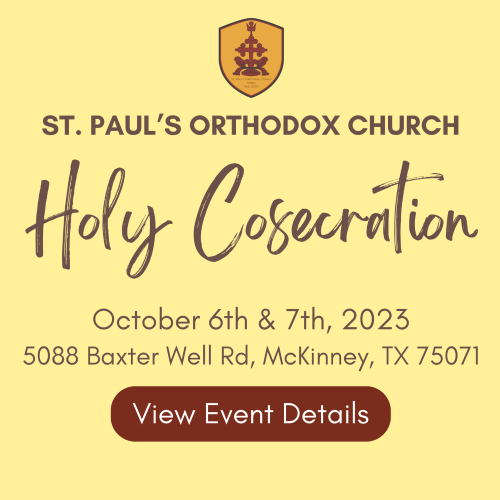 ST. PAUL'S ORTHODOX CHURCH
Holy Cosecration
October 6th & 7th, 2023
5088 Baxter Well Rd, McKinney, TX 75071
View Event Details